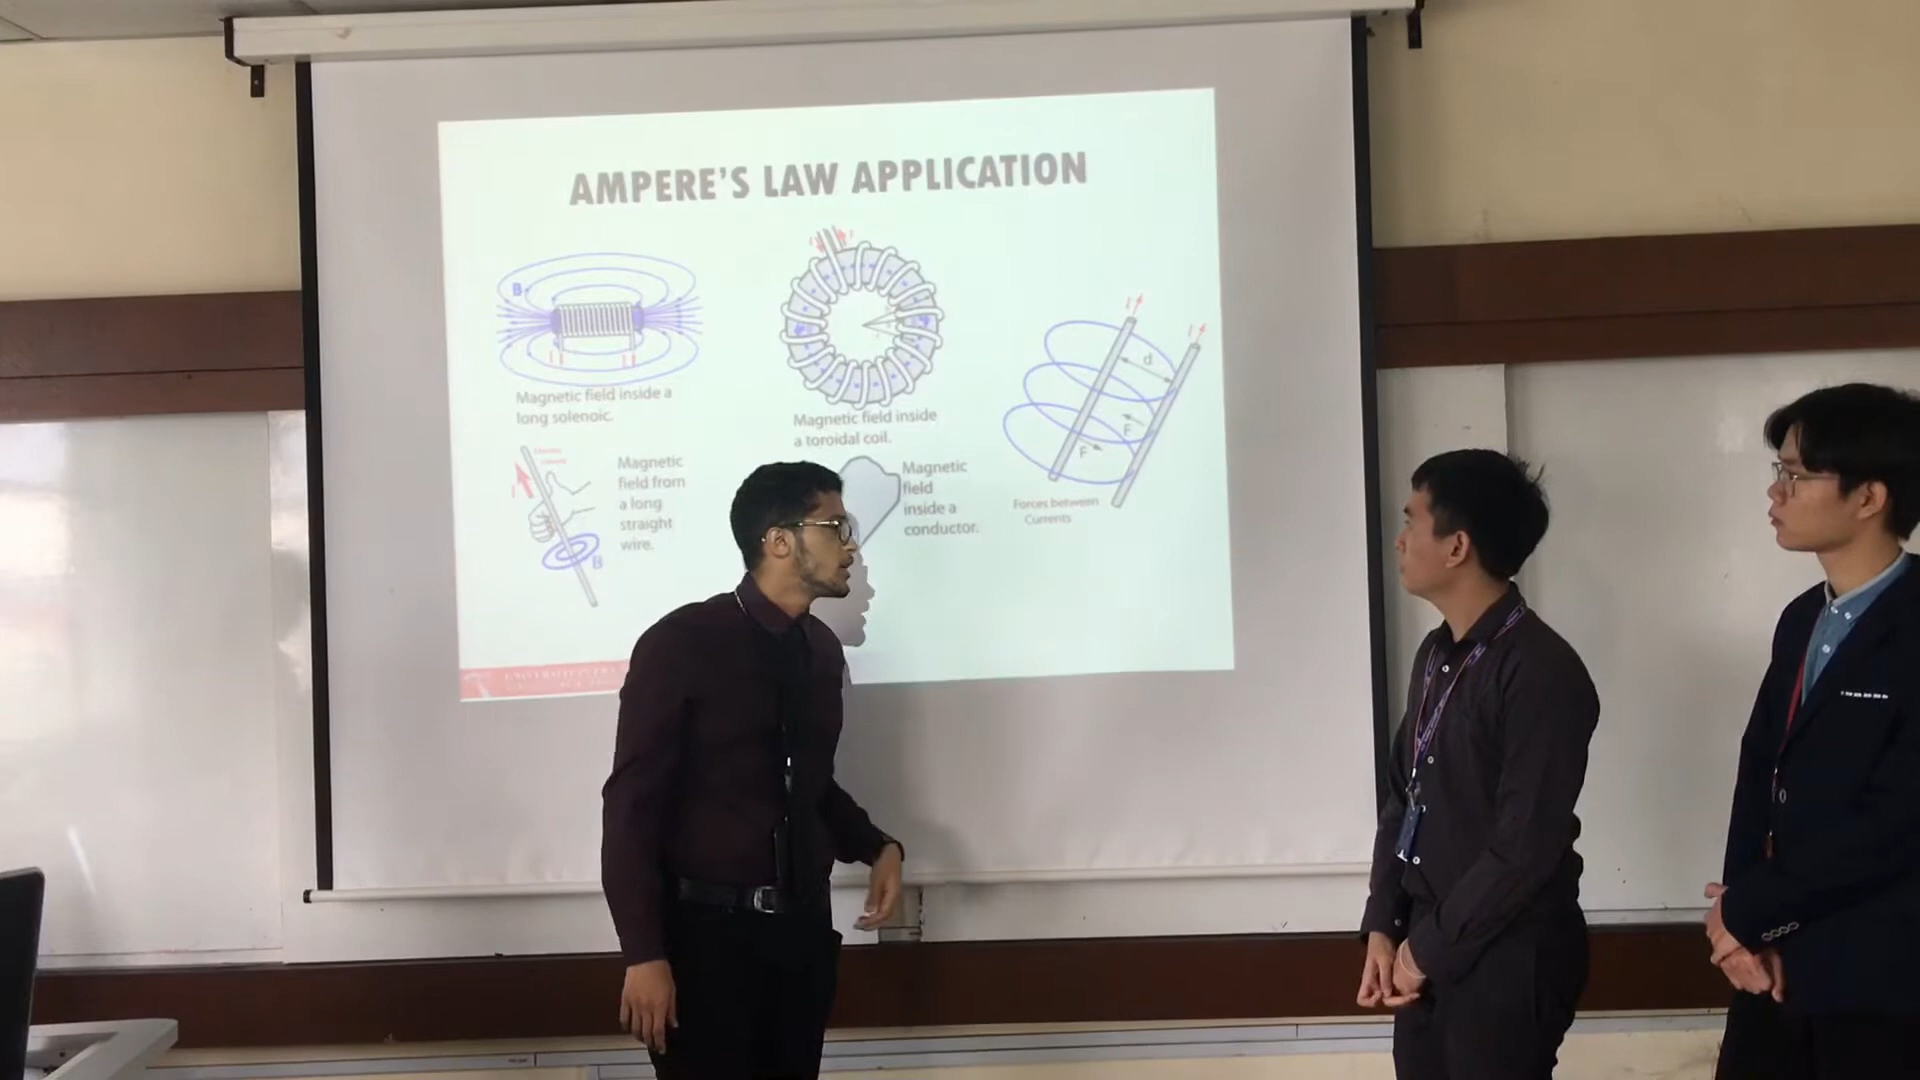 AMPERE'S LAW APPLICATION
B
I
I
Magnetic field inside a
long solenoic.
I
I
Magnetic field inside
a toroidal coil.
I
I
d
F
F
Forces between
Currents
I
B
Magnetic
field from
a long
straight
wire.
Magnetic
field
inside a
conductor.